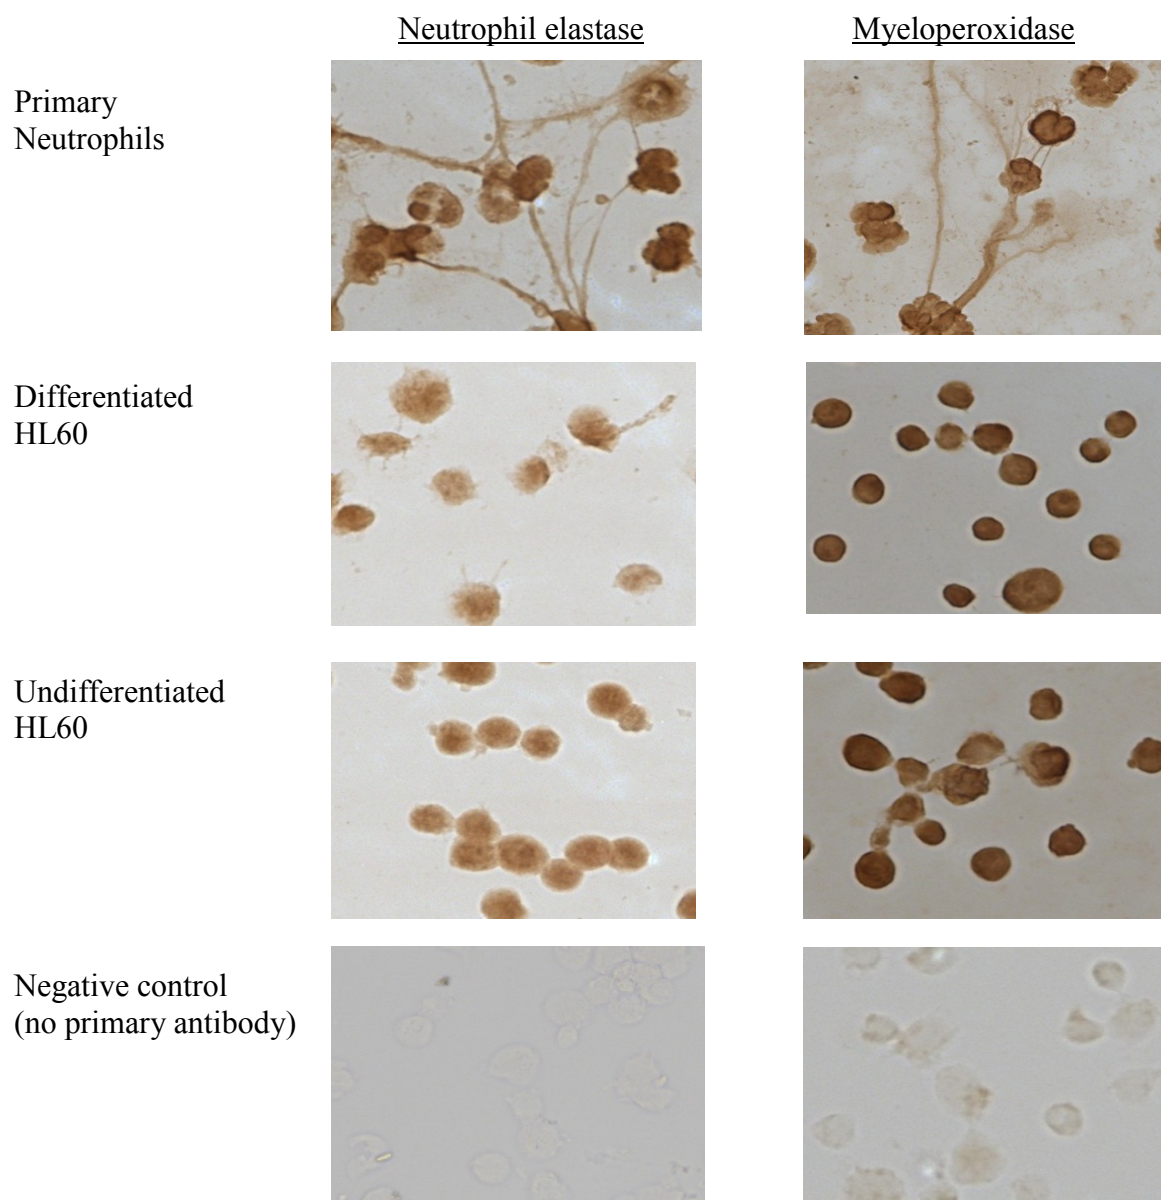 Neutrophil elastase
Myeloperoxidase
Primary
Neutrophils
Differentiated
HL60
Undifferentiated
HL60
Negative control
(no primary antibody)